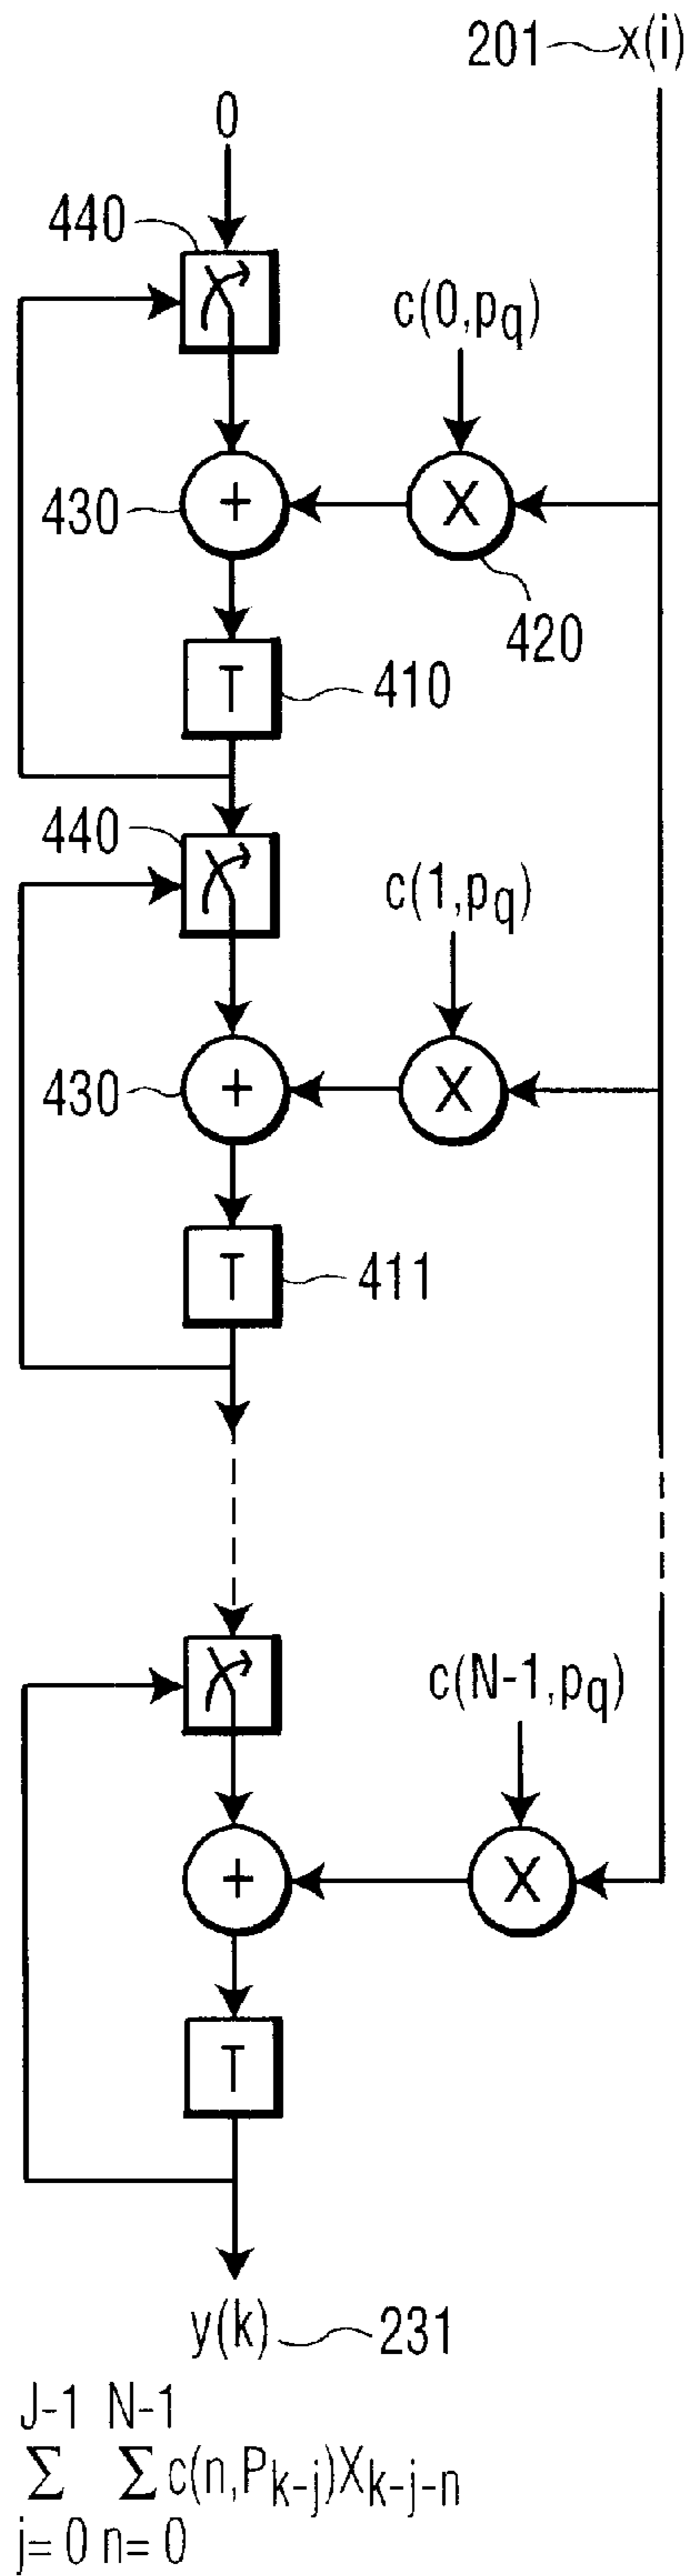 201 x(i)
0
440
c(0,pq)
430 + X
420
T 410
440
c(1,pq)
430 + X
T 411
c(N-1,pq)
+ X
T
y(k) 231
J-1 N-1
Σ Σ c(n,Pk-j)Xk-j-n
j=0 n=0